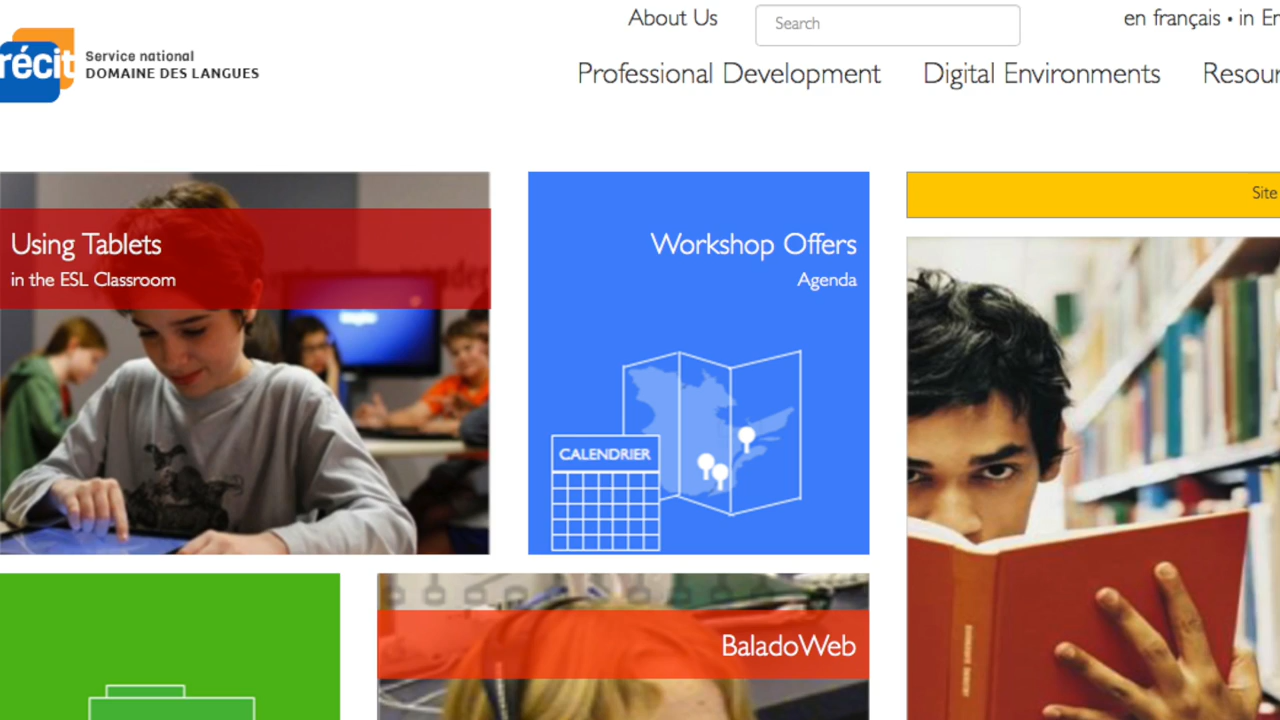 About Us
Search
en français • in
récit
Service national
DOMAINE DES LANGUES
Professional Development
Digital Environments
Using Tablets
in the ESL Classroom
Workshop Offers
Agenda
Site
CALENDRIER
BaladoWeb